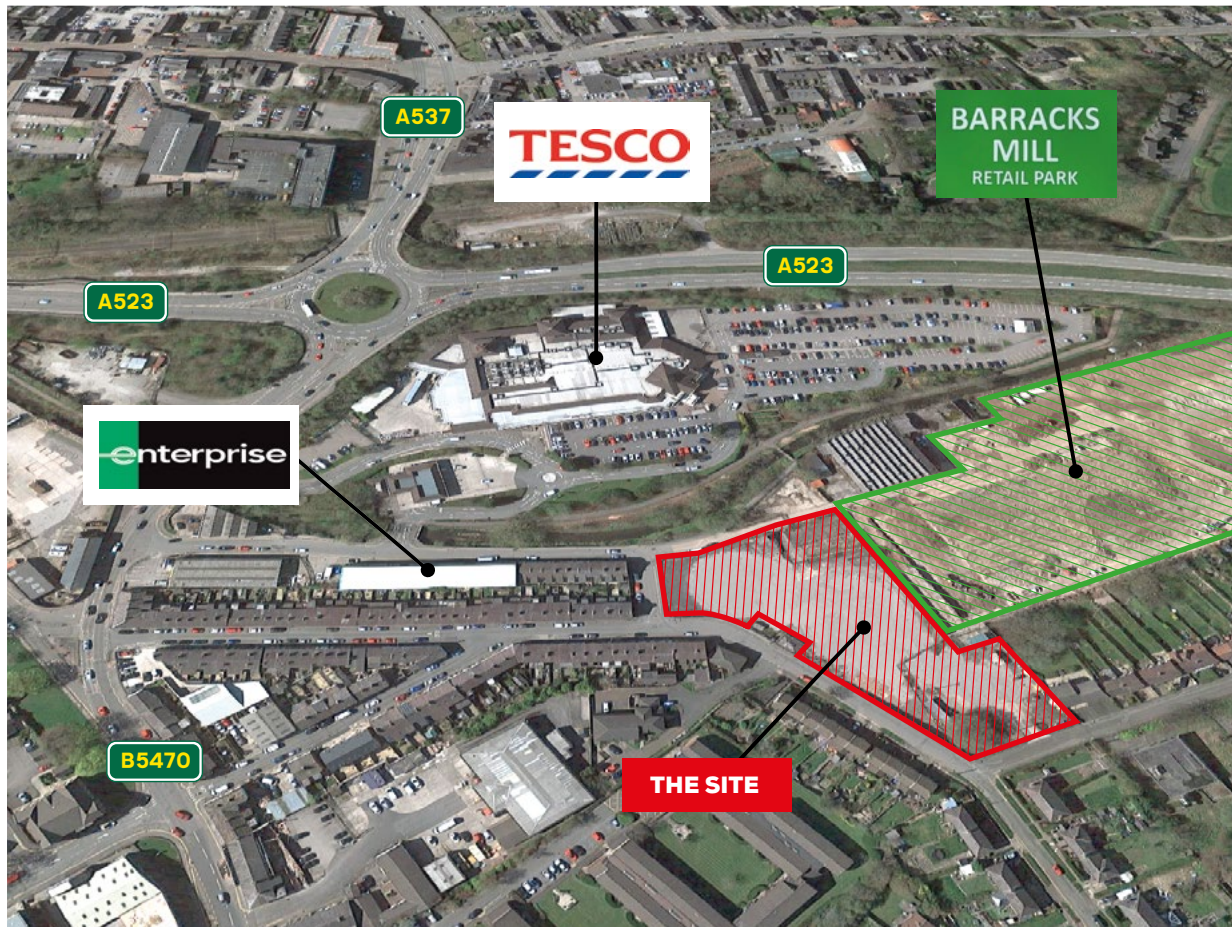 A537
TESCO
BARRACKS
MILL
RETAIL PARK
A523
A523
enterprise
B5470
THE SITE